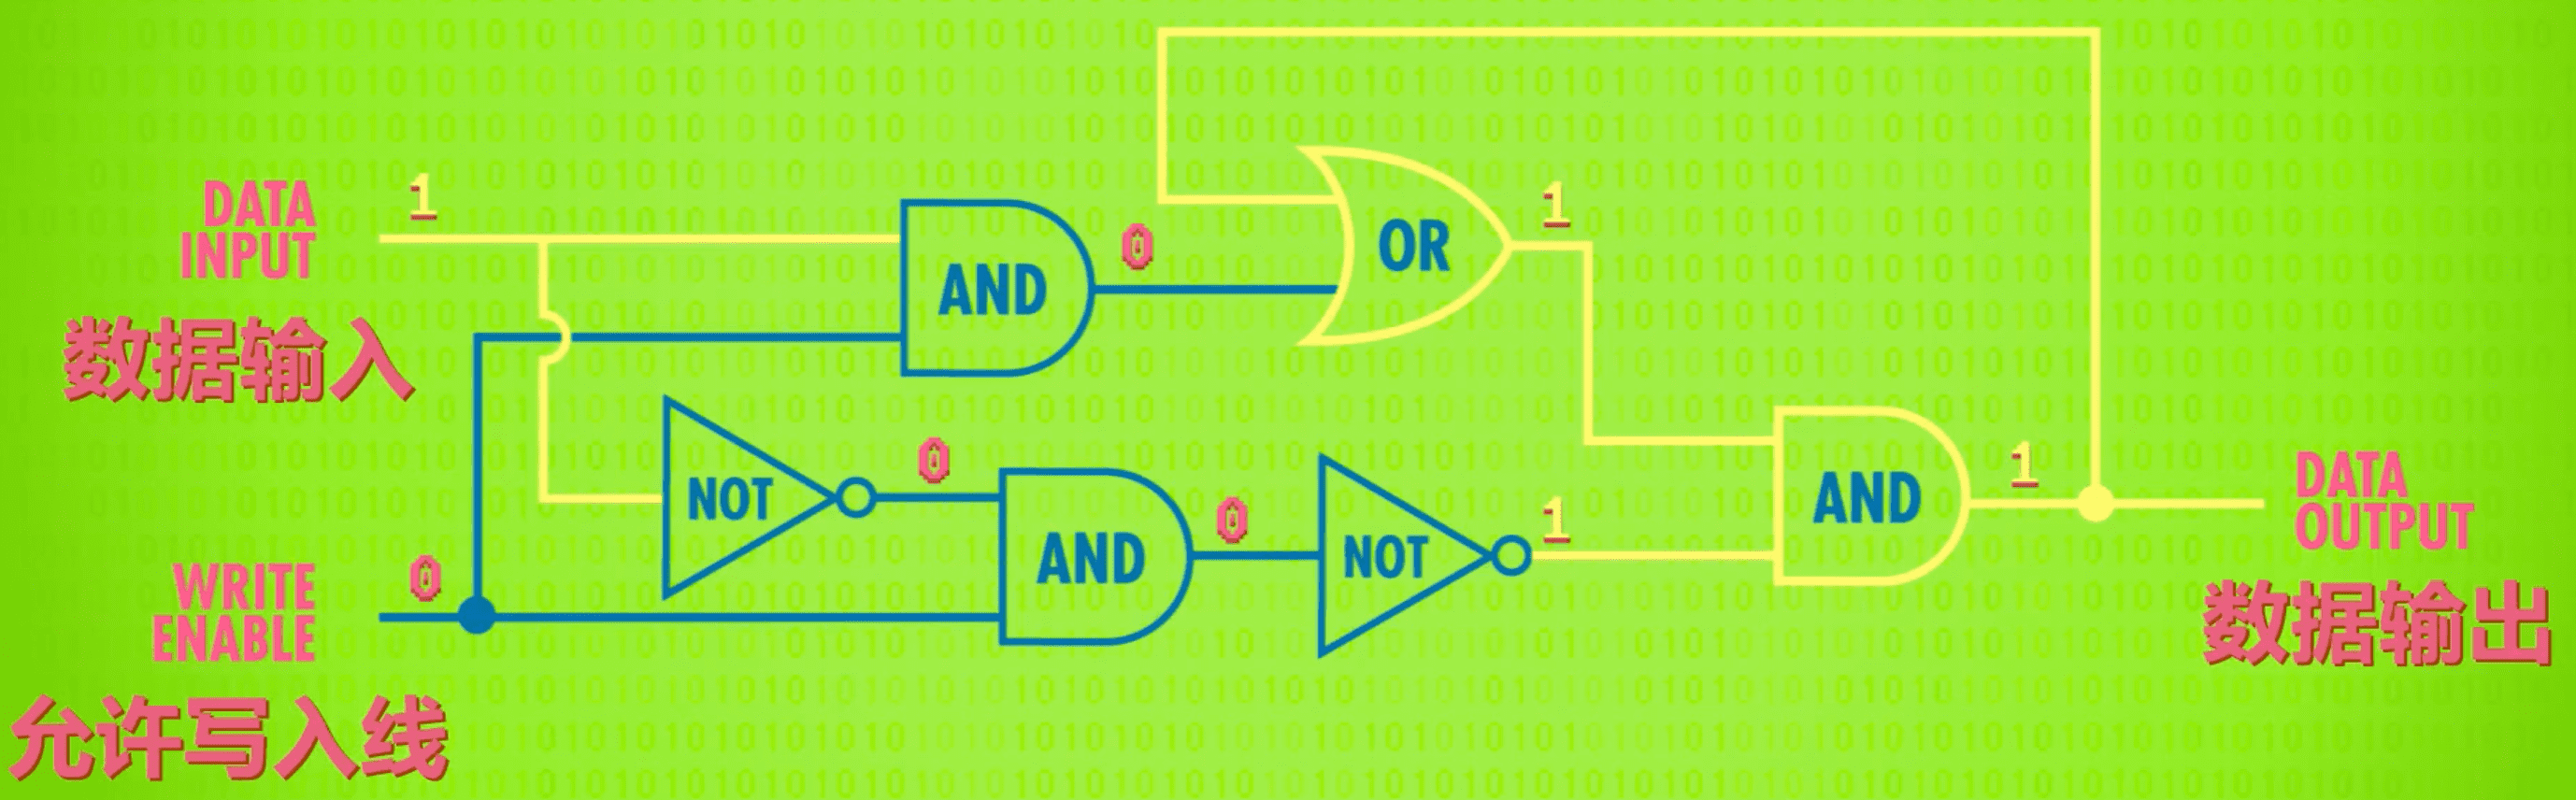 DATA
INPUT
1
数据输入
WRITE
ENABLE
0
允许写入线
AND
0
NOT
0
AND
0
NOT
1
OR
1
AND
1
DATA
OUTPUT
数据输出